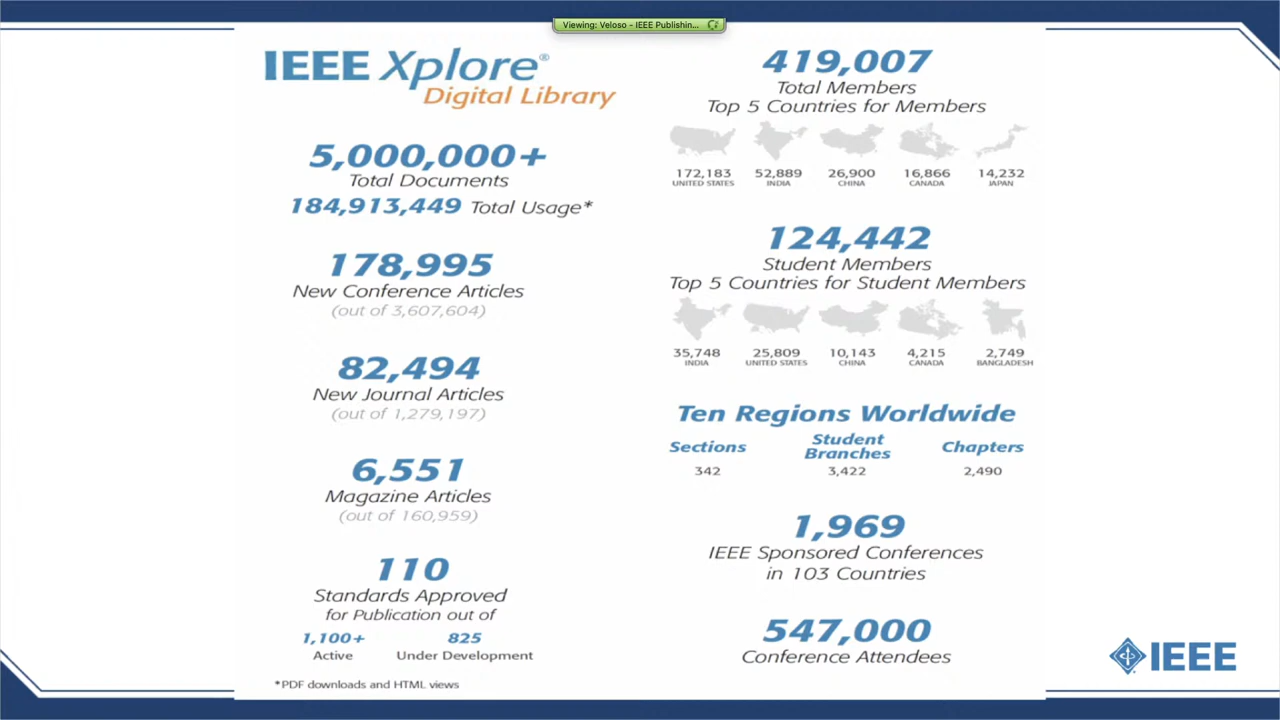 Viewing: Veloso - IEEE Publishin...
IEEE Xplore®
Digital Library
5,000,000+
Total Documents
184,913,449 Total Usage*
178,995
New Conference Articles
(out of 3,607,604)
82,494
New Journal Articles
(out of 1,279,197)
6,551
Magazine Articles
(out of 160,959)
110
Standards Approved
for Publication out of
1,100+ 825
Active Under Development
*PDF downloads and HTML views
419,007
Total Members
Top 5 Countries for Members
172,183 52,889 26,900 16,866 14,232
UNITED STATES INDIA CHINA CANADA JAPAN
124,442
Student Members
Top 5 Countries for Student Members
35,748 25,809 10,143 4,215 2,749
INDIA UNITED STATES CHINA CANADA BANGLADESH
Ten Regions Worldwide
Sections Student Branches Chapters
342 3,422 2,490
1,969
IEEE Sponsored Conferences
in 103 Countries
547,000
Conference Attendees
IEEE